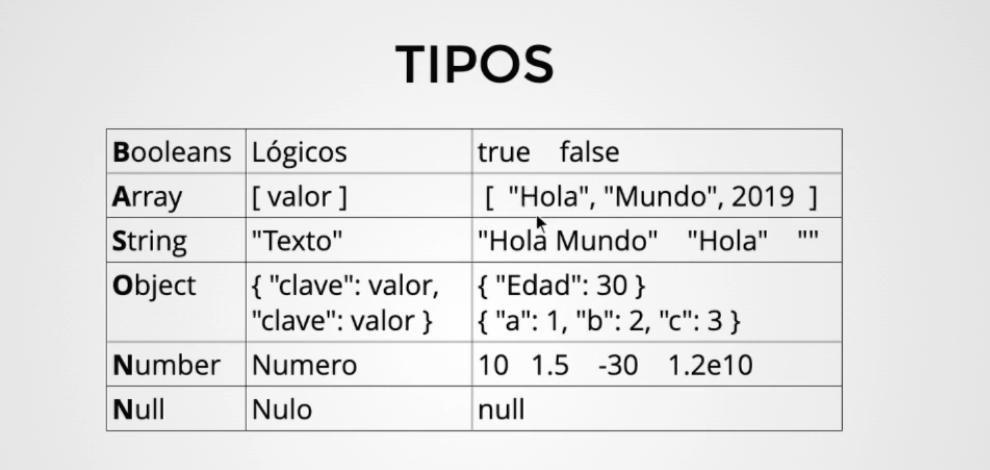 TIPOS
Booleans Lógicos true false
Array [ valor ] [ "Hola", "Mundo", 2019 ]
String "Texto" "Hola Mundo" "Hola" ""
Object { "clave": valor, { "Edad": 30 }
"clave": valor } { "a": 1, "b": 2, "c": 3 }
Number Numero 10 1.5 -30 1.2e10
Null Nulo null